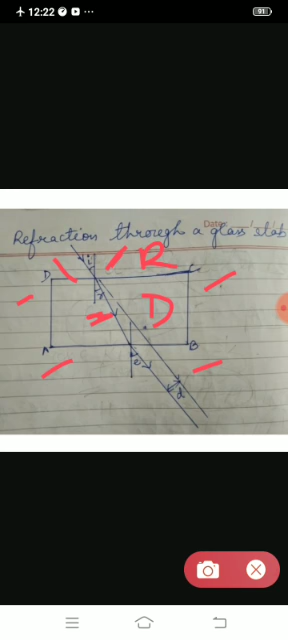 12:22
91
Date
Refraction through a glass slab
i
R
D
C
r
D
A
B
e
d